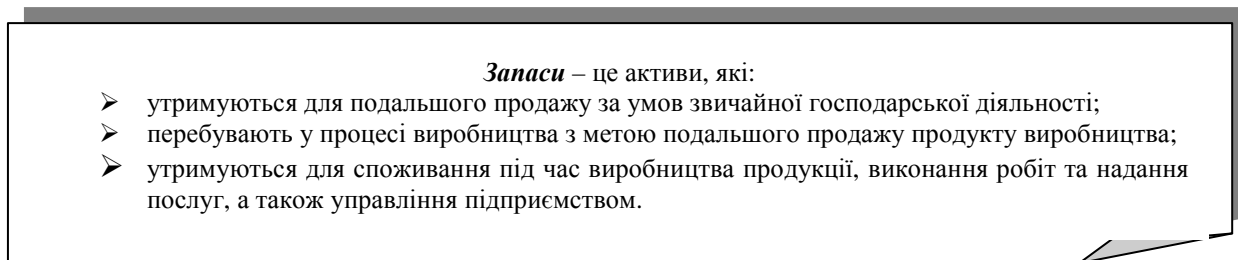 Запаси – це активи, які:
➢ утримуються для подальшого продажу за умов звичайної господарської діяльності;
➢ перебувають у процесі виробництва з метою подальшого продажу продукту виробництва;
➢ утримуються для споживання під час виробництва продукції, виконання робіт та надання
послуг, а також управління підприємством.